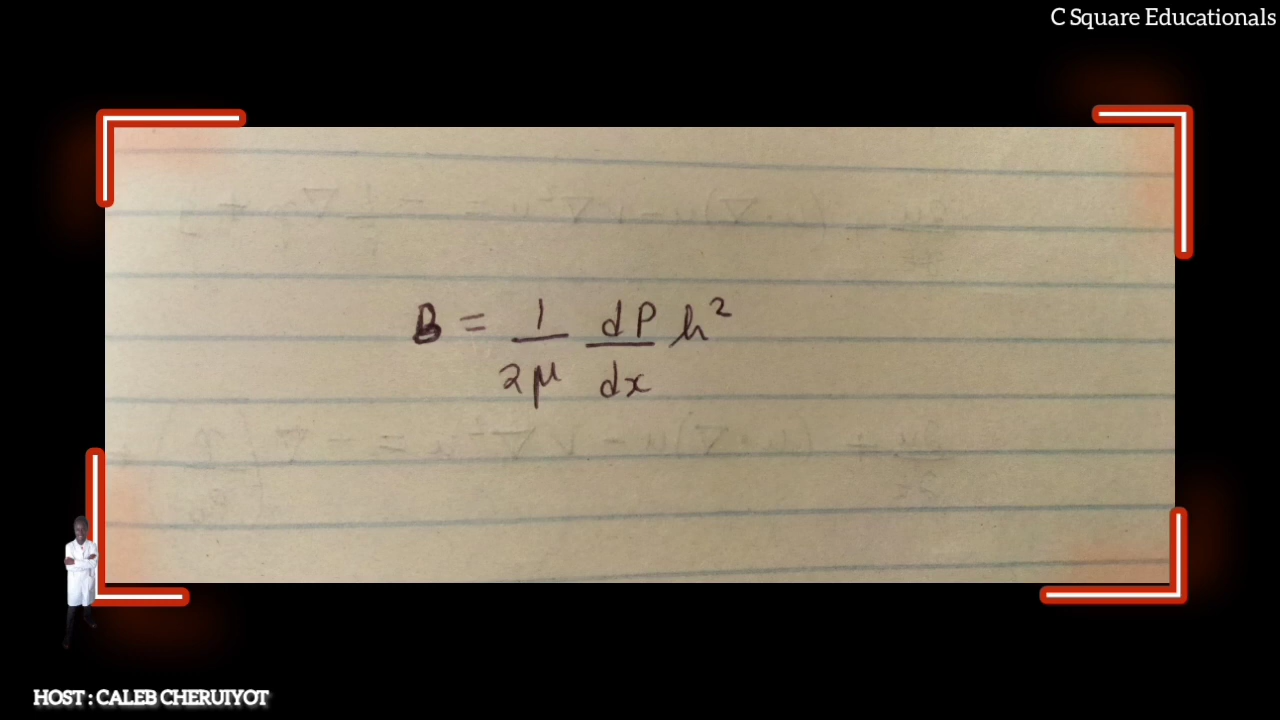 C Square Educationals
B = 1/2μ dP/dx h²
HOST : CALEB CHERUIYOT